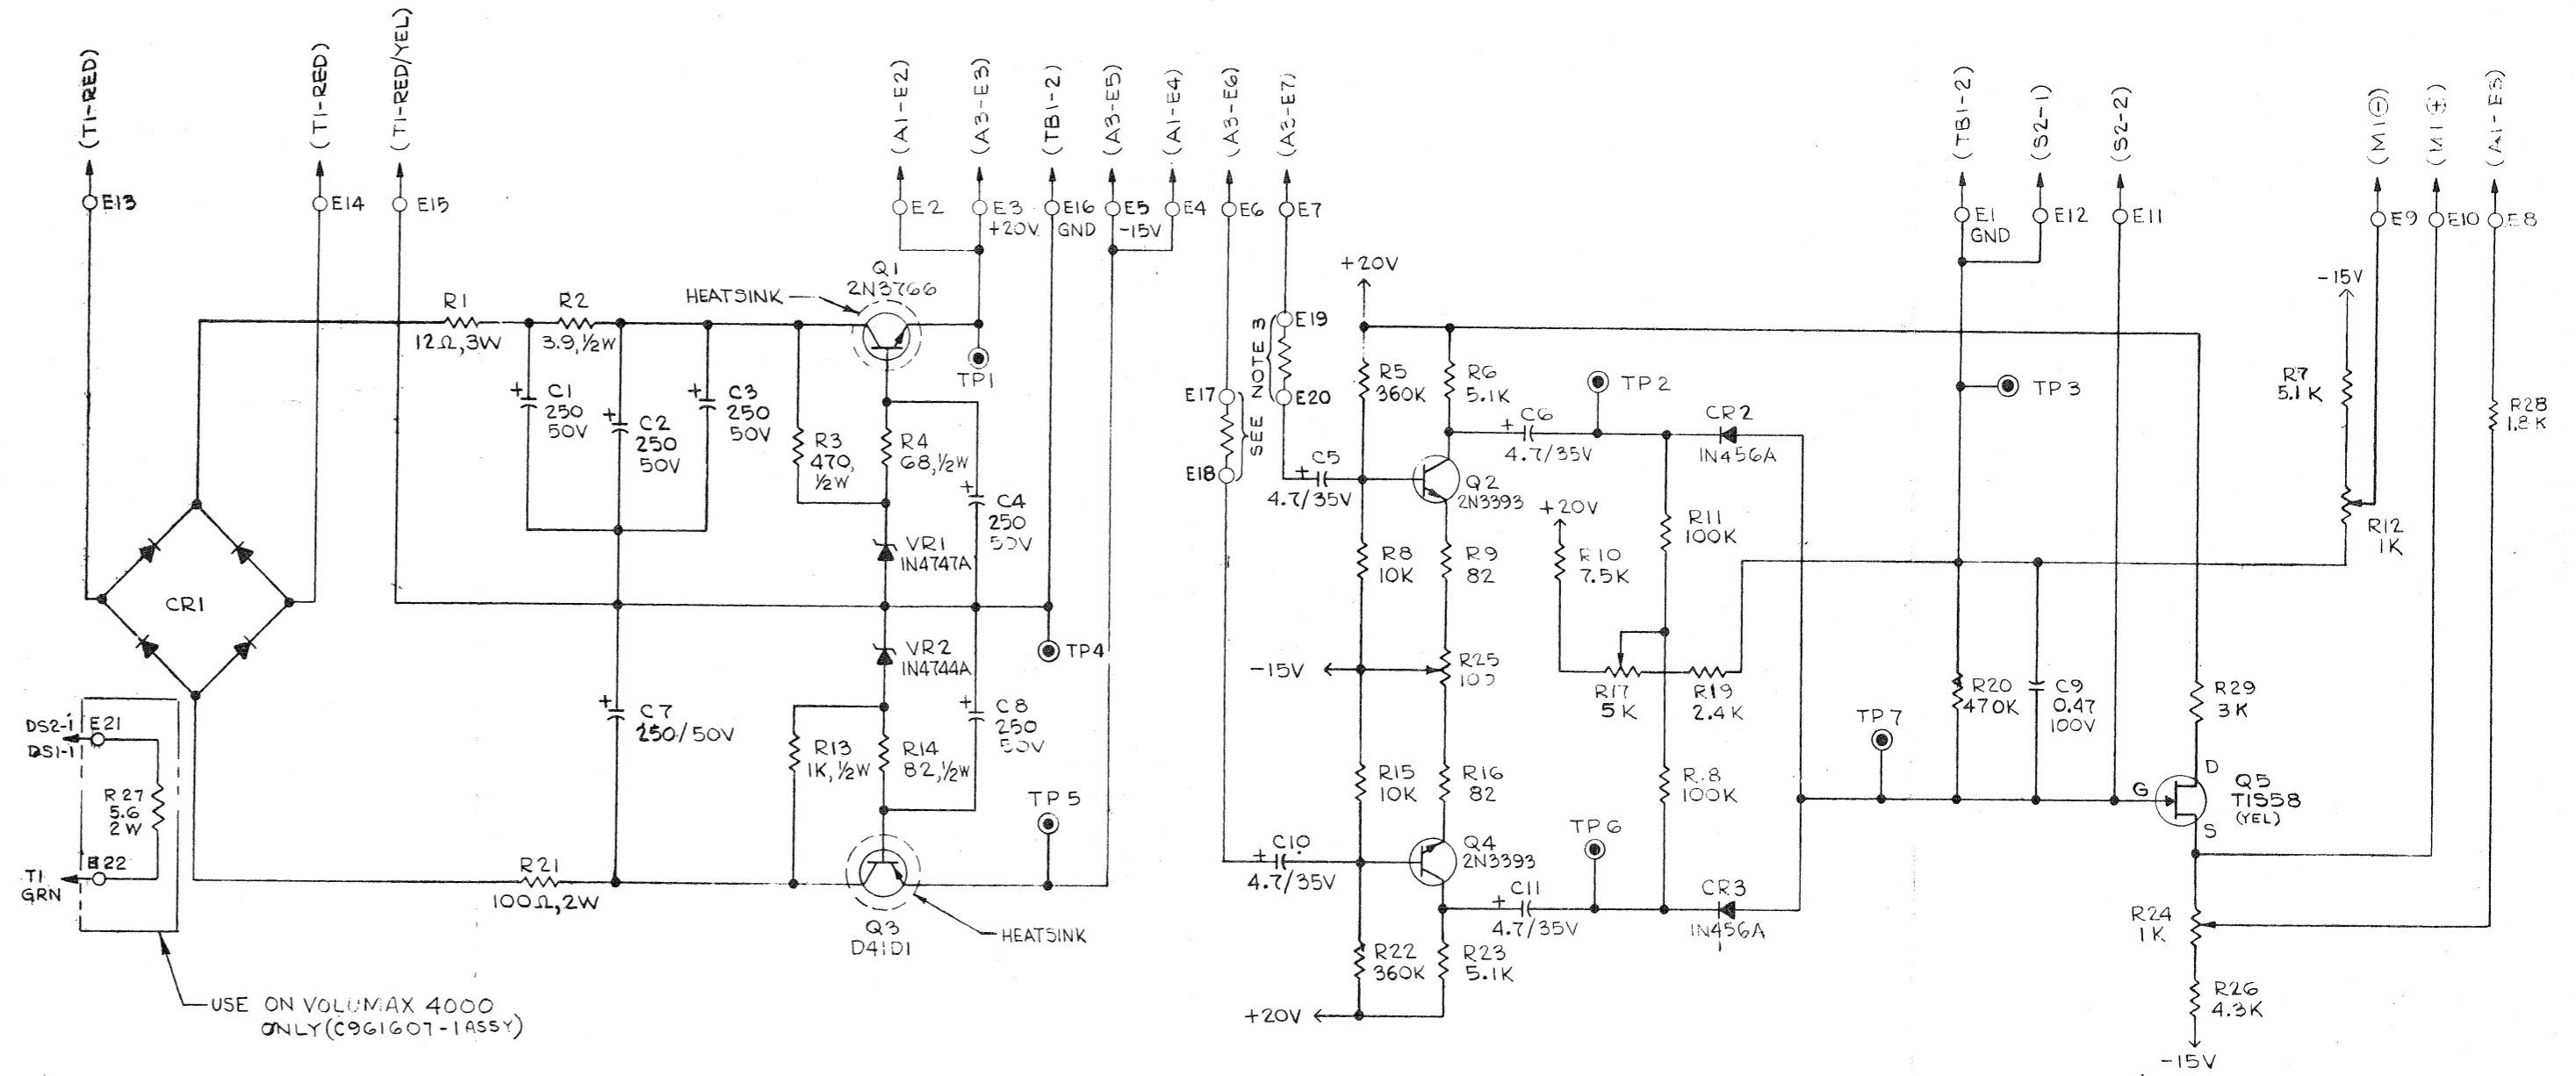 (T1-RED)
(T1-RED)
(T1-RED/YEL)
(A1-E2)
(A3-E3)
(TB1-2)
(A3-E5)
(A1-E4)
(A3-E6)
(A3-E7)
(TB1-2)
(S2-1)
(S2-2)
(M1⊖)
(M1⊕)
(A1-E3)
E13
E14
E15
E2
E3
+20V
E16
GND
E5
-15V
E4
E6
E7
E1
GND
E12
E11
E9
E10
E8
R1
12Ω,3W
R2
3.9,½W
HEATSINK
Q1
2N3766
TP1
C1
250
50V
C2
250
50V
C3
250
50V
R3
470,
½W
R4
68,½W
C4
250
50V
VR1
1N4747A
CR1
TP4
VR2
1N4744A
C7
250/50V
R13
1K,½W
R14
82,½W
C8
250
50V
TP5
R21
100Ω,2W
Q3
D41D1
HEATSINK
DS2-1
DS1-1
E21
R27
5.6
2W
E22
T1
GRN
USE ON VOLUMAX 4000
ONLY(C961607-1ASSY)
E19
SEE NOTE 3
E17
E20
E18
+20V
R5
360K
R6
5.1K
C5
4.7/35V
Q2
2N3393
C6
4.7/35V
TP2
CR2
1N456A
R8
10K
R9
82
+20V
R10
7.5K
R11
100K
-15V
R25
100
R17
5K
R19
2.4K
R15
10K
R16
82
R18
100K
C10
4.7/35V
Q4
2N3393
TP6
C11
4.7/35V
CR3
1N456A
R22
360K
R23
5.1K
+20V
TP3
R20
470K
C9
0.47
100V
TP7
-15V
R7
5.1K
R12
1K
R28
1.8K
R29
3K
D
G
S
Q5
TIS58
(YEL)
R24
1K
R26
4.3K
-15V